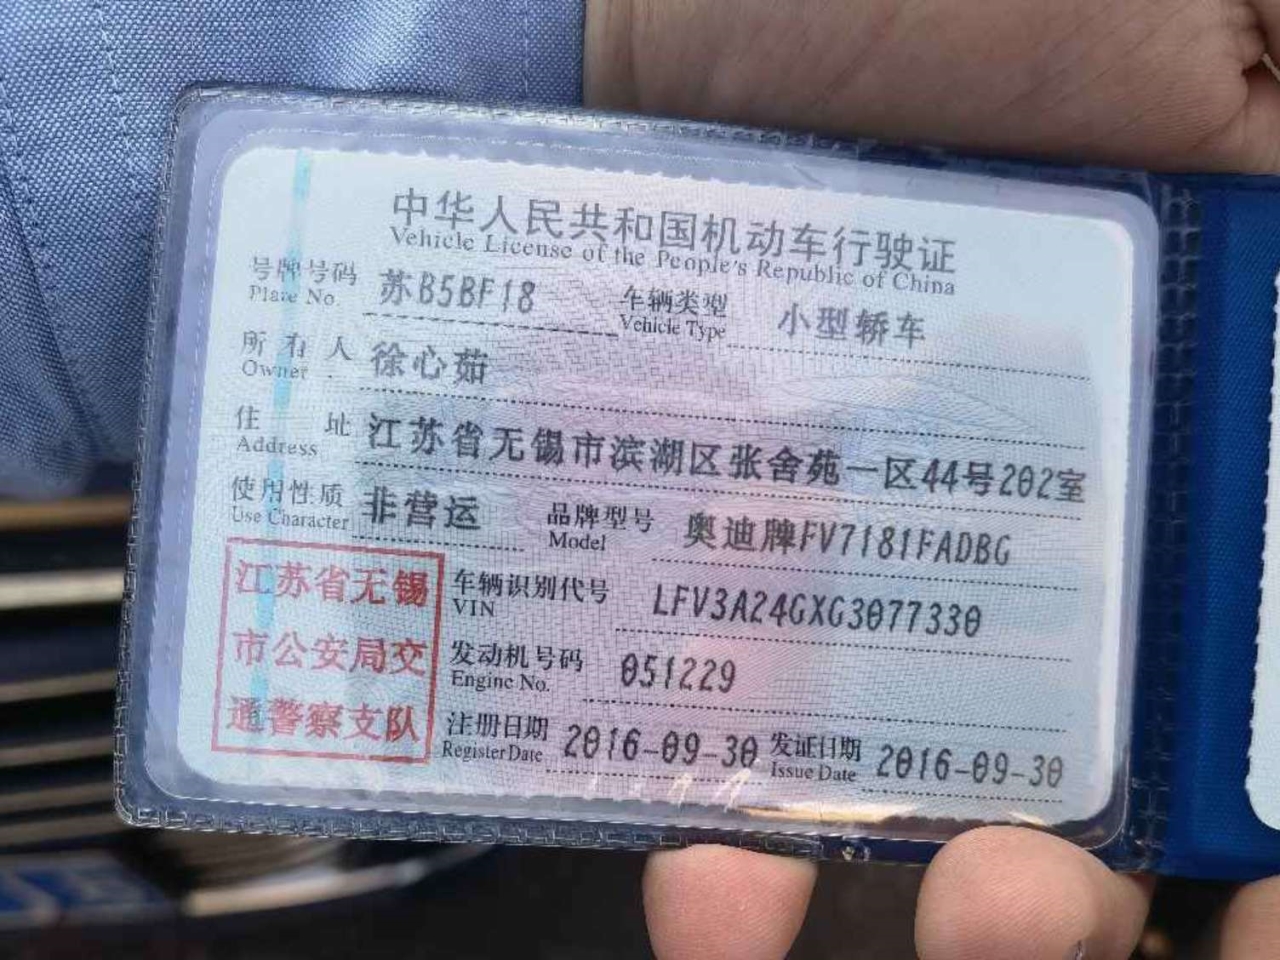 中华人民共和国机动车行驶证
Vehicle License of the People's Republic of China
号牌号码 苏B5BF18 车辆类型 小型轿车
Plate No. Vehicle Type
所有人 徐心茹
Owner
住址 江苏省无锡市滨湖区张舍苑一区44号202室
Address
使用性质 非营运 品牌型号 奥迪牌FV7181FADBG
Use Character Model
江苏省无锡
市公安局交
通警察支队
车辆识别代号 LFV3A24GXG3077330
VIN
发动机号码 051229
Engine No.
注册日期 2016-09-30 发证日期 2016-09-30
Register Date Issue Date